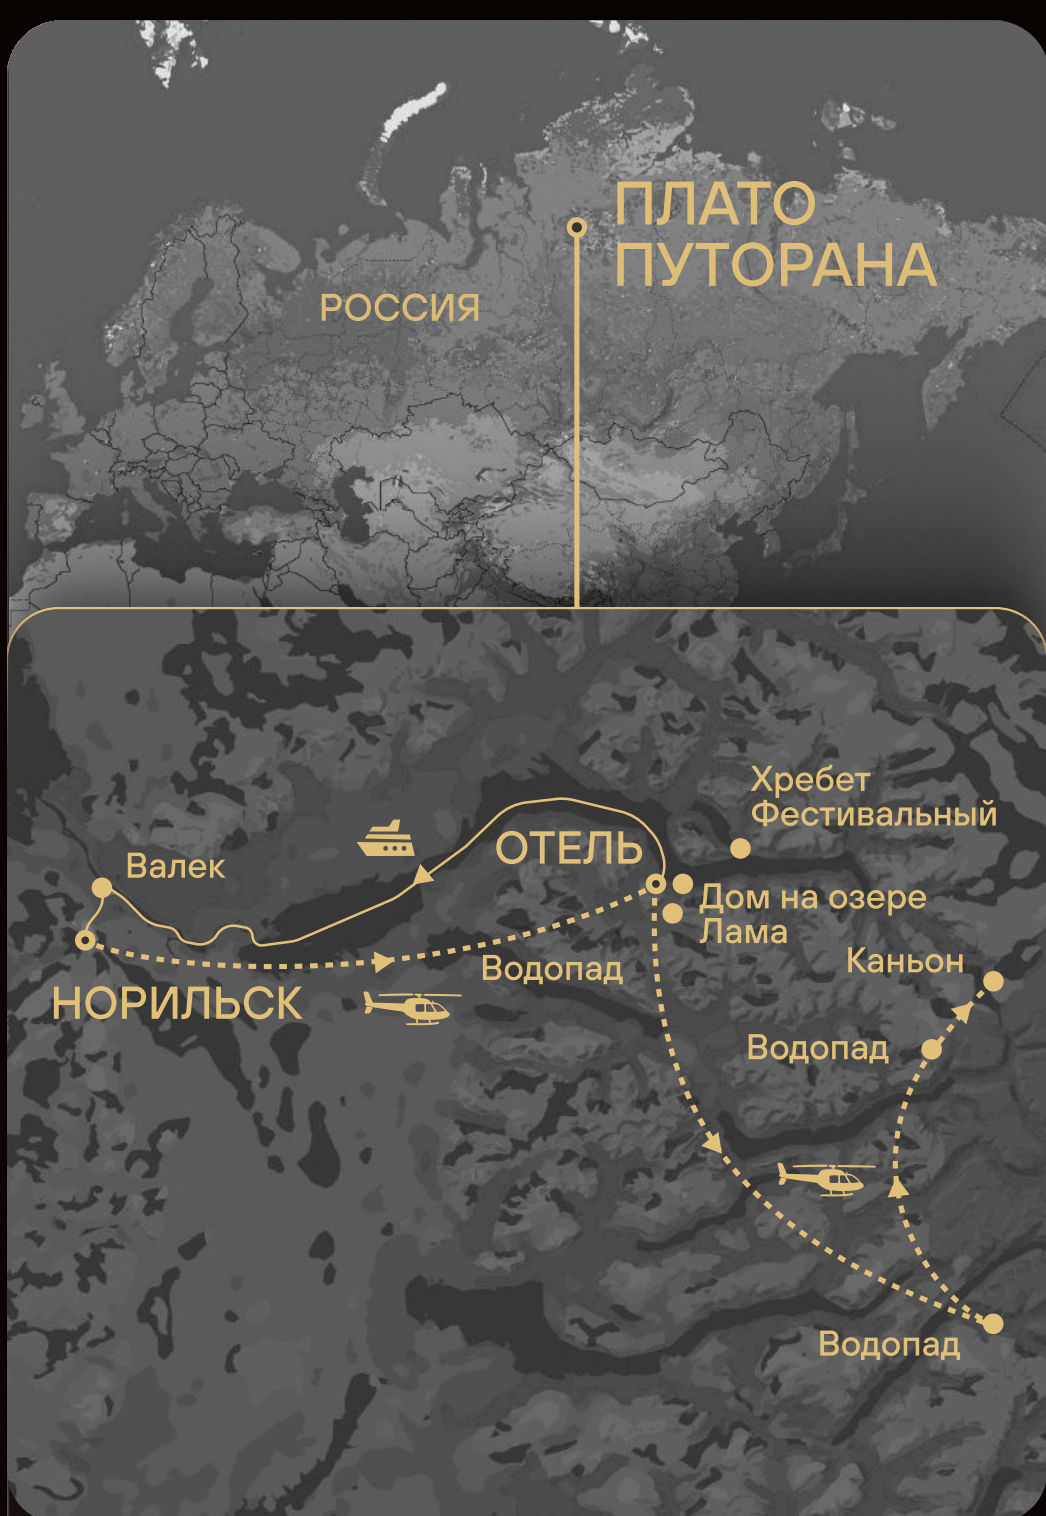 ПЛАТО
ПУТОРАНА
РОССИЯ
Хребет
Фестивальный
ОТЕЛЬ
Валек
Дом на озере
Лама
Каньон
Водопад
НОРИЛЬСК
Водопад
Водопад